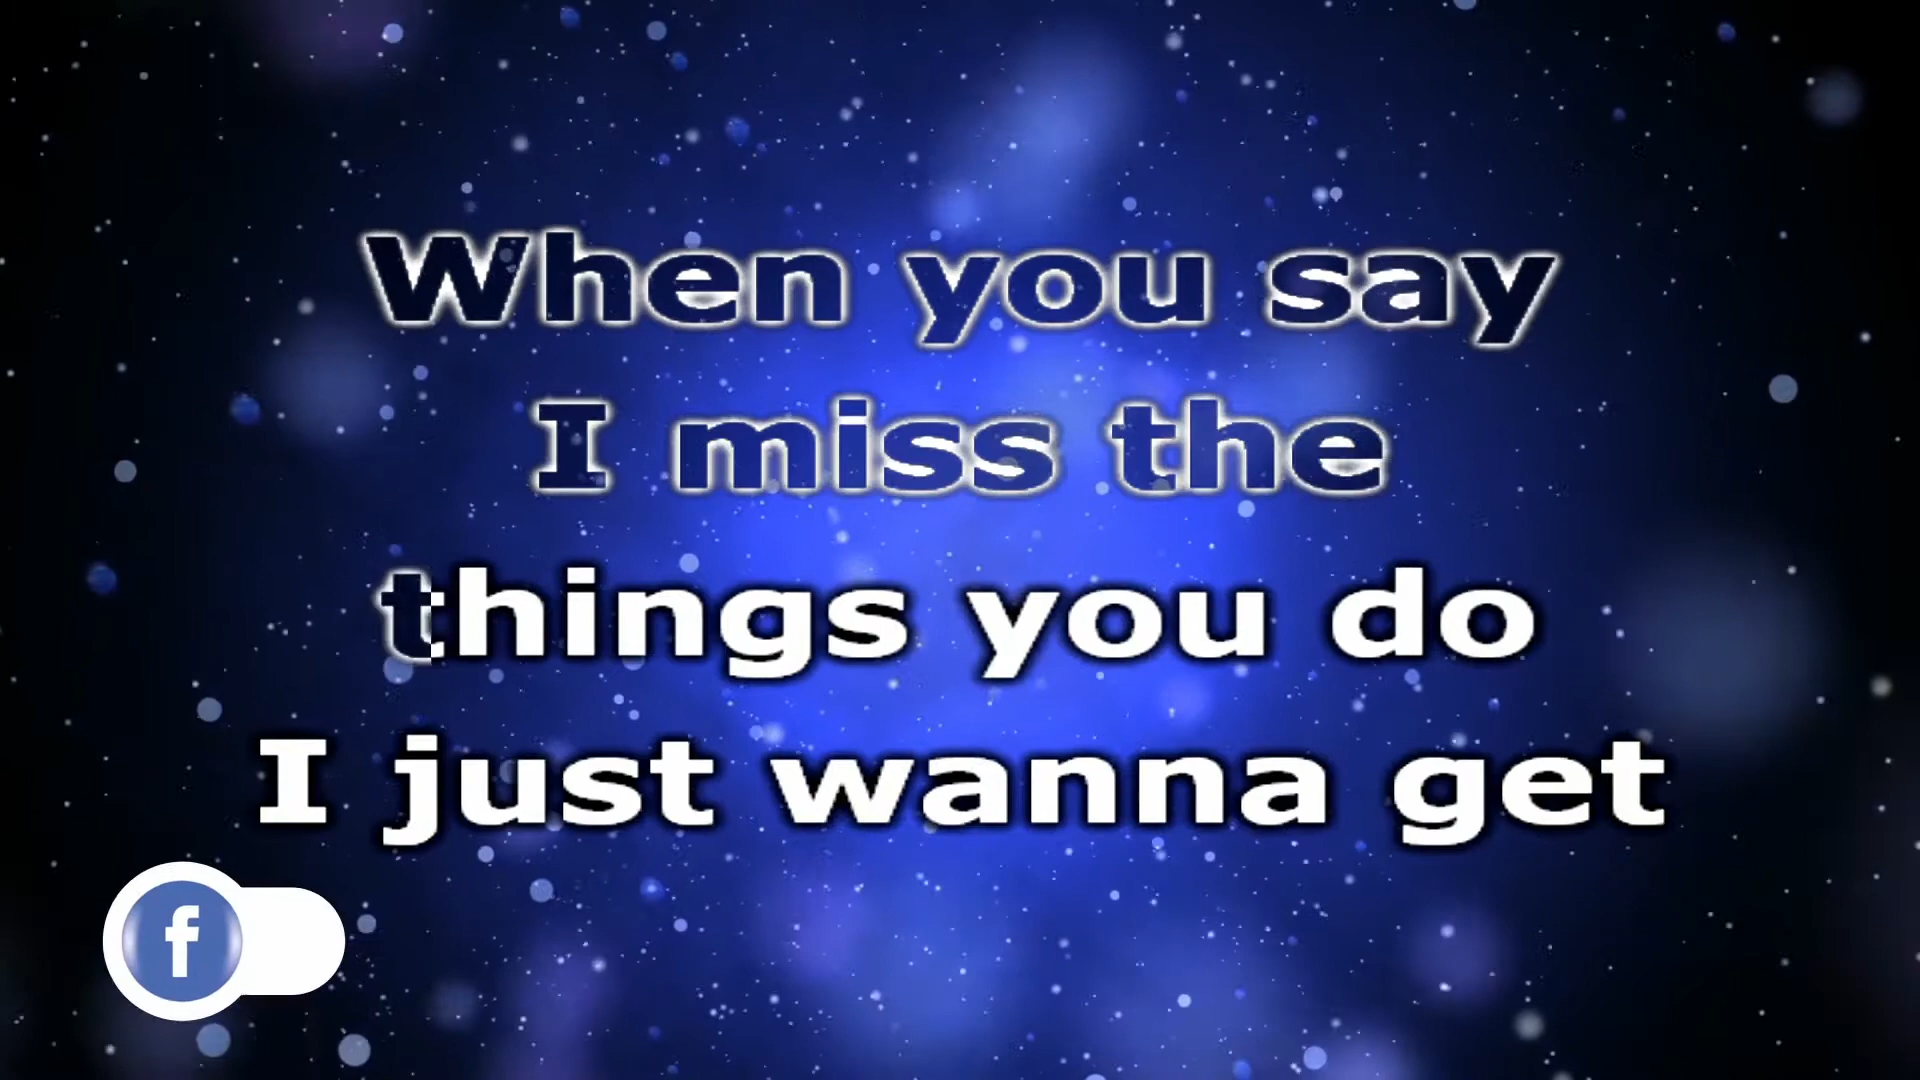 When you say
I miss the
things you do
I just wanna get
f